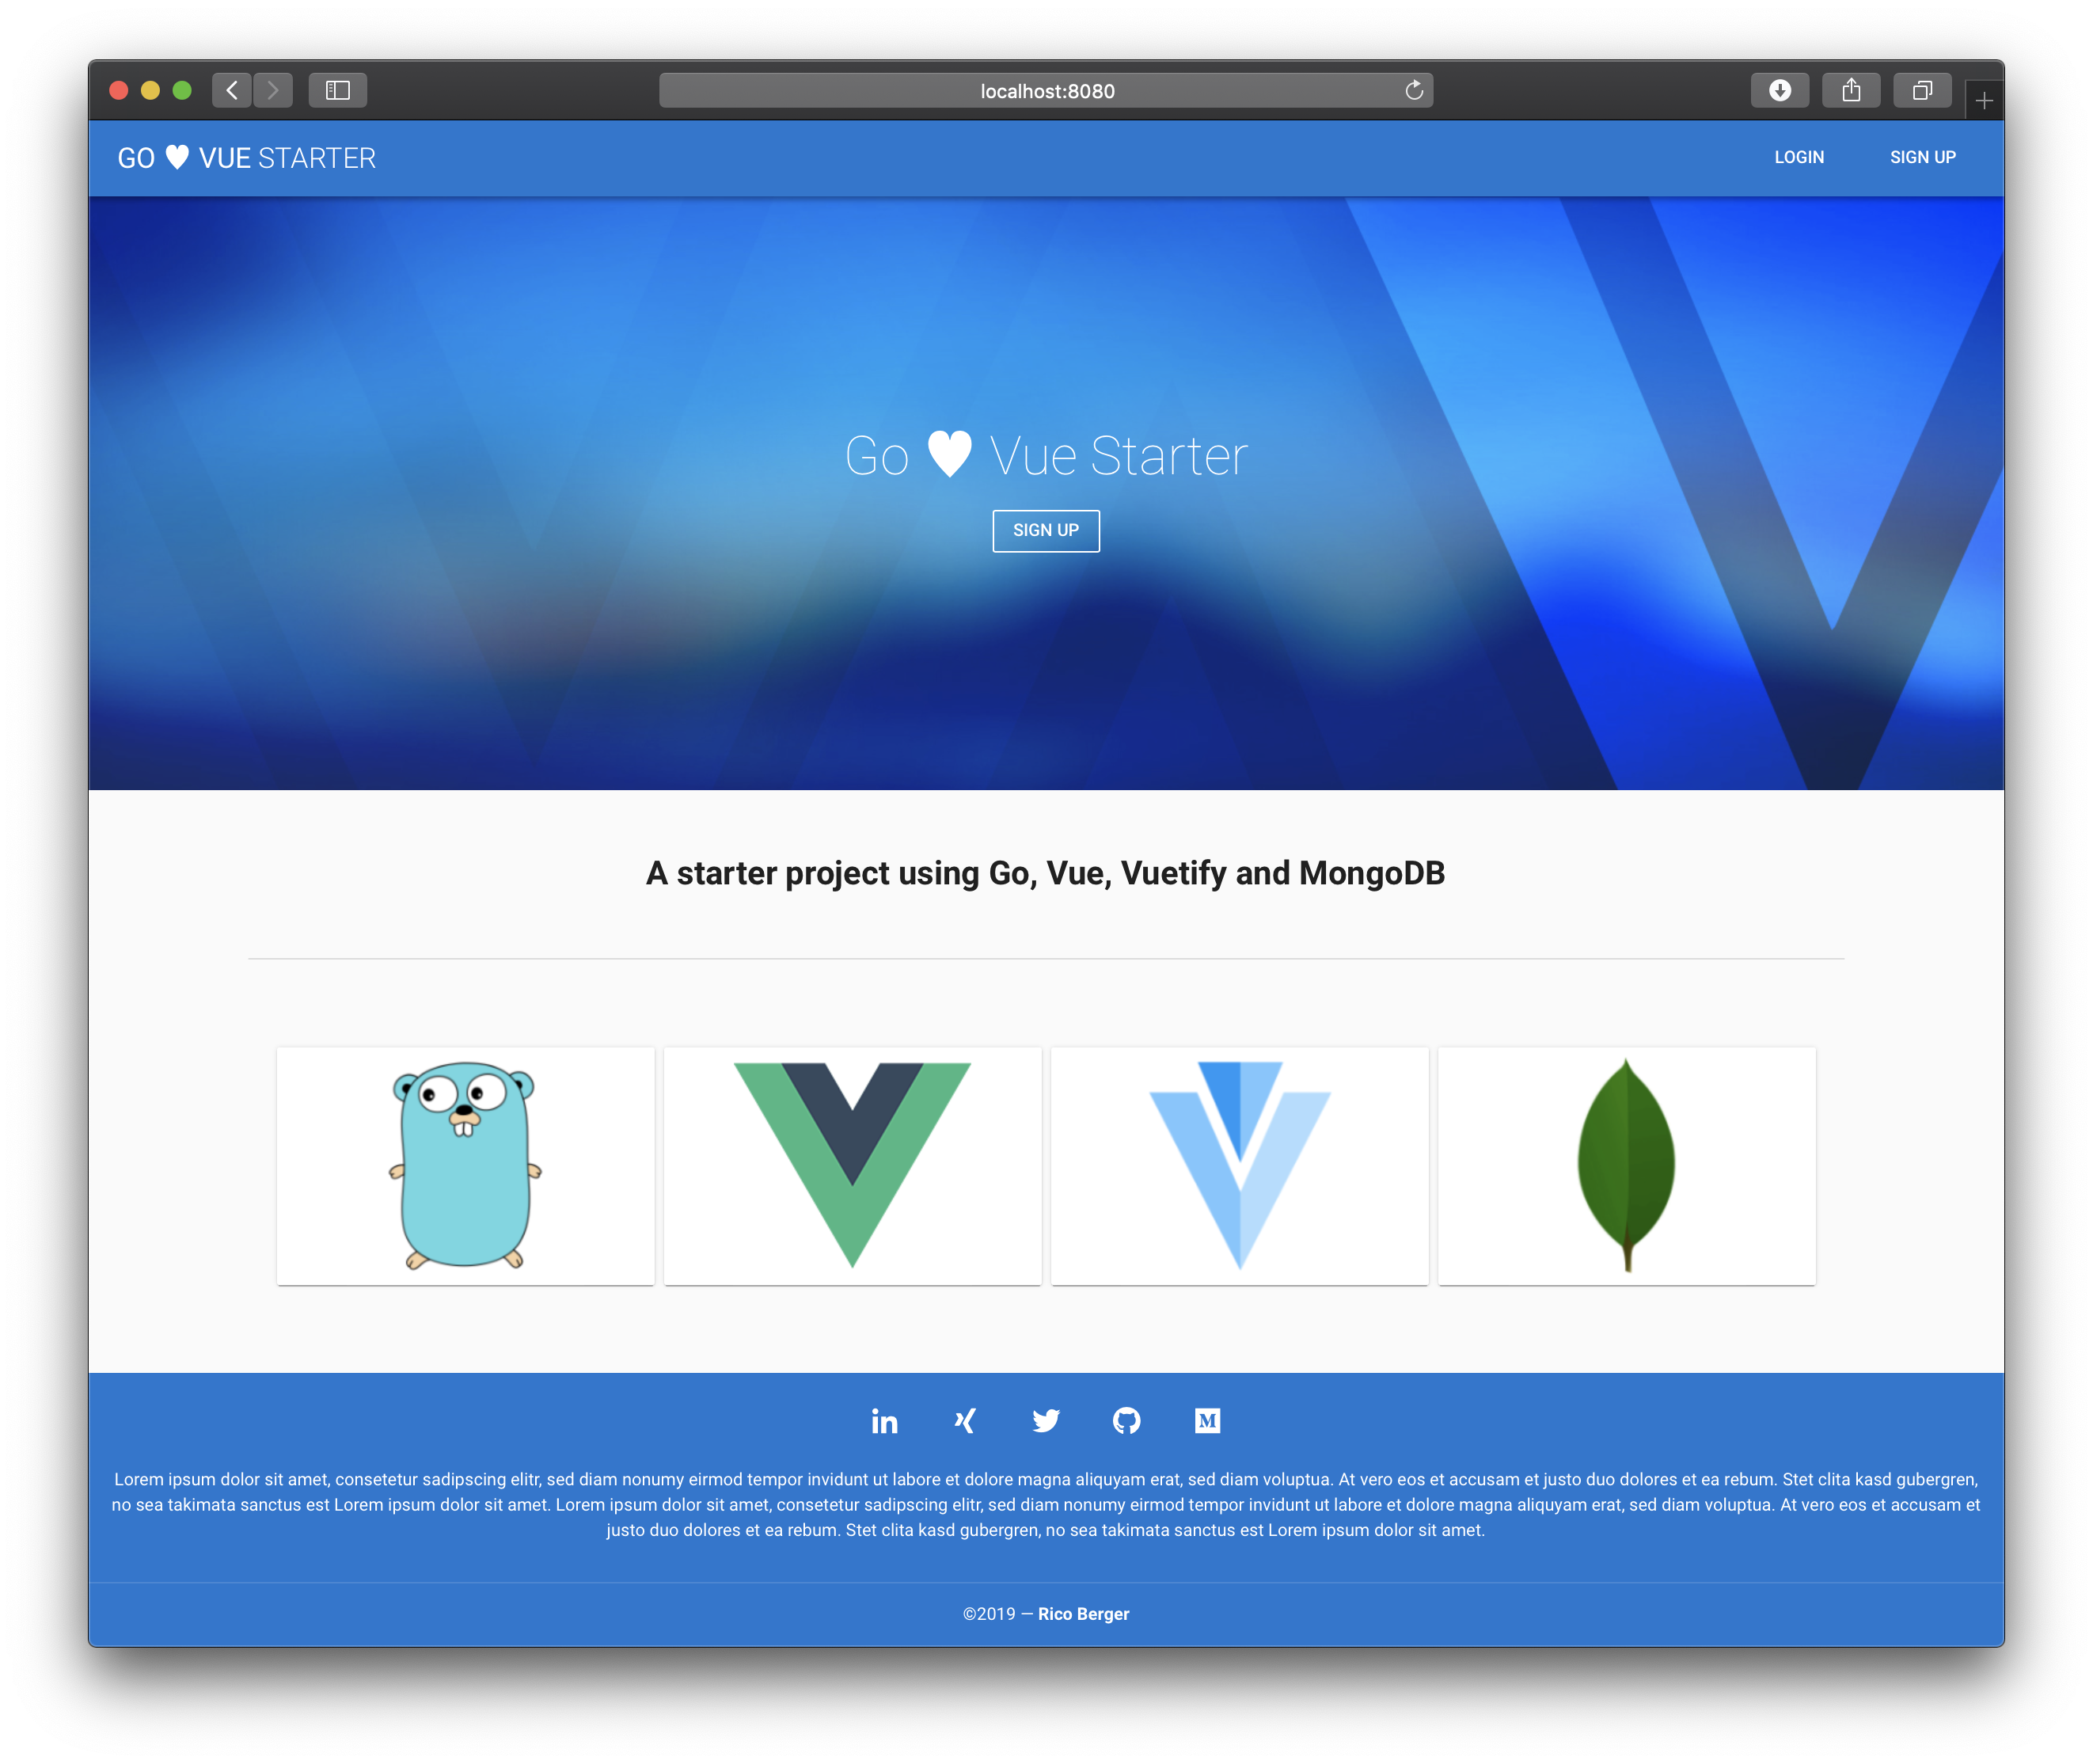 localhost:8080
GO ♥ VUE STARTER
LOGIN
SIGN UP
Go ♥ Vue Starter
SIGN UP
A starter project using Go, Vue, Vuetify and MongoDB
Lorem ipsum dolor sit amet, consetetur sadipscing elitr, sed diam nonumy eirmod tempor invidunt ut labore et dolore magna aliquyam erat, sed diam voluptua. At vero eos et accusam et justo duo dolores et ea rebum. Stet clita kasd gubergren,
no sea takimata sanctus est Lorem ipsum dolor sit amet. Lorem ipsum dolor sit amet, consetetur sadipscing elitr, sed diam nonumy eirmod tempor invidunt ut labore et dolore magna aliquyam erat, sed diam voluptua. At vero eos et accusam et
justo duo dolores et ea rebum. Stet clita kasd gubergren, no sea takimata sanctus est Lorem ipsum dolor sit amet.
©2019 — Rico Berger